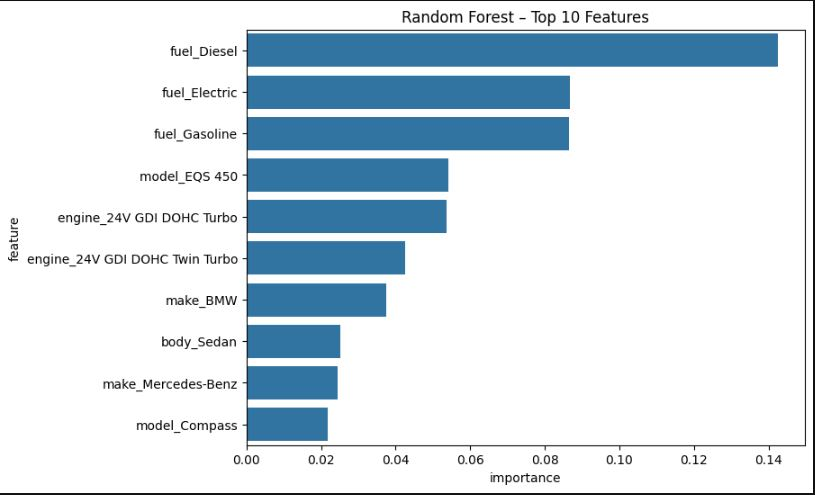 Random Forest – Top 10 Features
fuel_Diesel
fuel_Electric
fuel_Gasoline
model_EQS 450
engine_24V GDI DOHC Turbo
engine_24V GDI DOHC Twin Turbo
make_BMW
body_Sedan
make_Mercedes-Benz
model_Compass
feature
0.00 0.02 0.04 0.06 0.08 0.10 0.12 0.14
importance